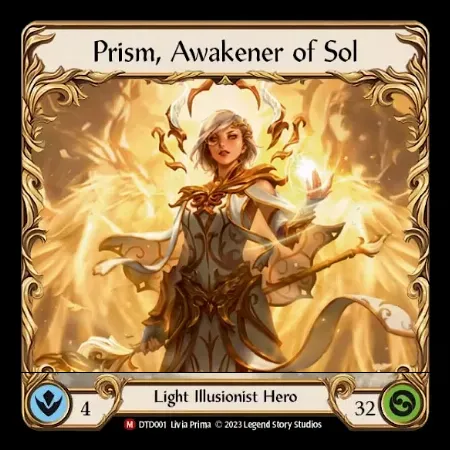 Prism, Awakener of Sol
4
Light Illusionist Hero
32
M DTD001 Livia Prima © 2023 Legend Story Studios